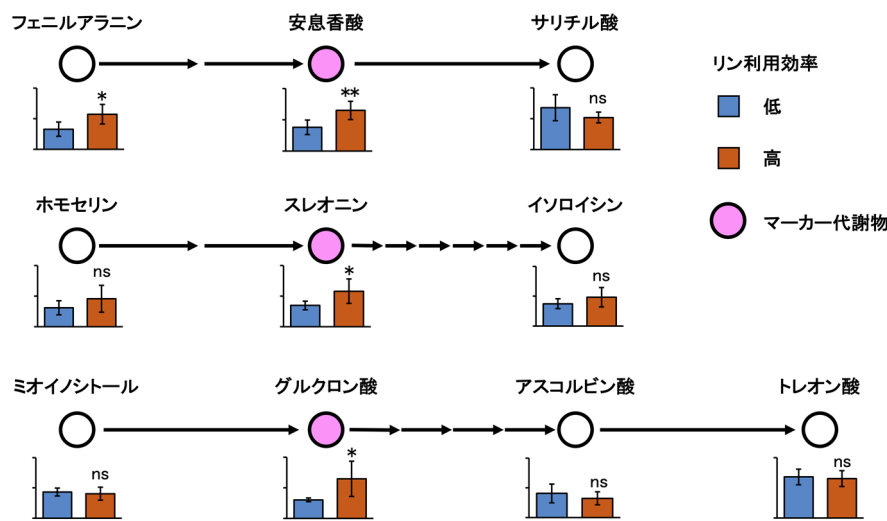 フェニルアラニン
安息香酸
サリチル酸
リン利用効率
*
**
ns
低
高
マーカー代謝物
ホモセリン
スレオニン
イソロイシン
ns
*
ns
ミオイノシトール
グルクロン酸
アスコルビン酸
トレオン酸
ns
*
ns
ns